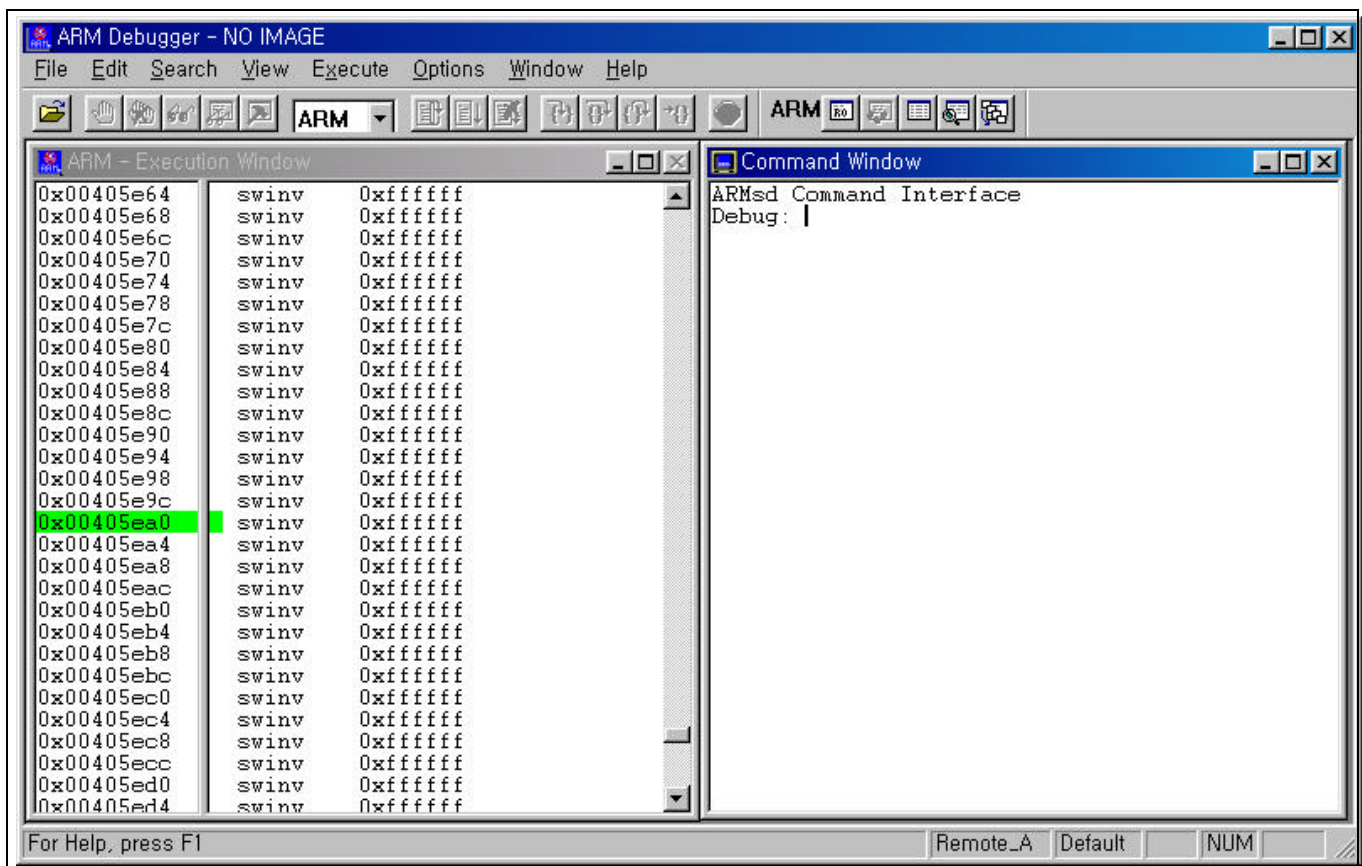 ARM Debugger - NO IMAGE
File Edit Search View Execute Options Window Help
ARM ARM
ARM - Execution Window
0x00405e64 swinv 0xffffff
0x00405e68 swinv 0xffffff
0x00405e6c swinv 0xffffff
0x00405e70 swinv 0xffffff
0x00405e74 swinv 0xffffff
0x00405e78 swinv 0xffffff
0x00405e7c swinv 0xffffff
0x00405e80 swinv 0xffffff
0x00405e84 swinv 0xffffff
0x00405e88 swinv 0xffffff
0x00405e8c swinv 0xffffff
0x00405e90 swinv 0xffffff
0x00405e94 swinv 0xffffff
0x00405e98 swinv 0xffffff
0x00405e9c swinv 0xffffff
0x00405ea0 swinv 0xffffff
0x00405ea4 swinv 0xffffff
0x00405ea8 swinv 0xffffff
0x00405eac swinv 0xffffff
0x00405eb0 swinv 0xffffff
0x00405eb4 swinv 0xffffff
0x00405eb8 swinv 0xffffff
0x00405ebc swinv 0xffffff
0x00405ec0 swinv 0xffffff
0x00405ec4 swinv 0xffffff
0x00405ec8 swinv 0xffffff
0x00405ecc swinv 0xffffff
0x00405ed0 swinv 0xffffff
0x00405ed4 swinv 0xffffff
Command Window
ARMsd Command Interface
Debug:
For Help, press F1
Remote_A Default NUM